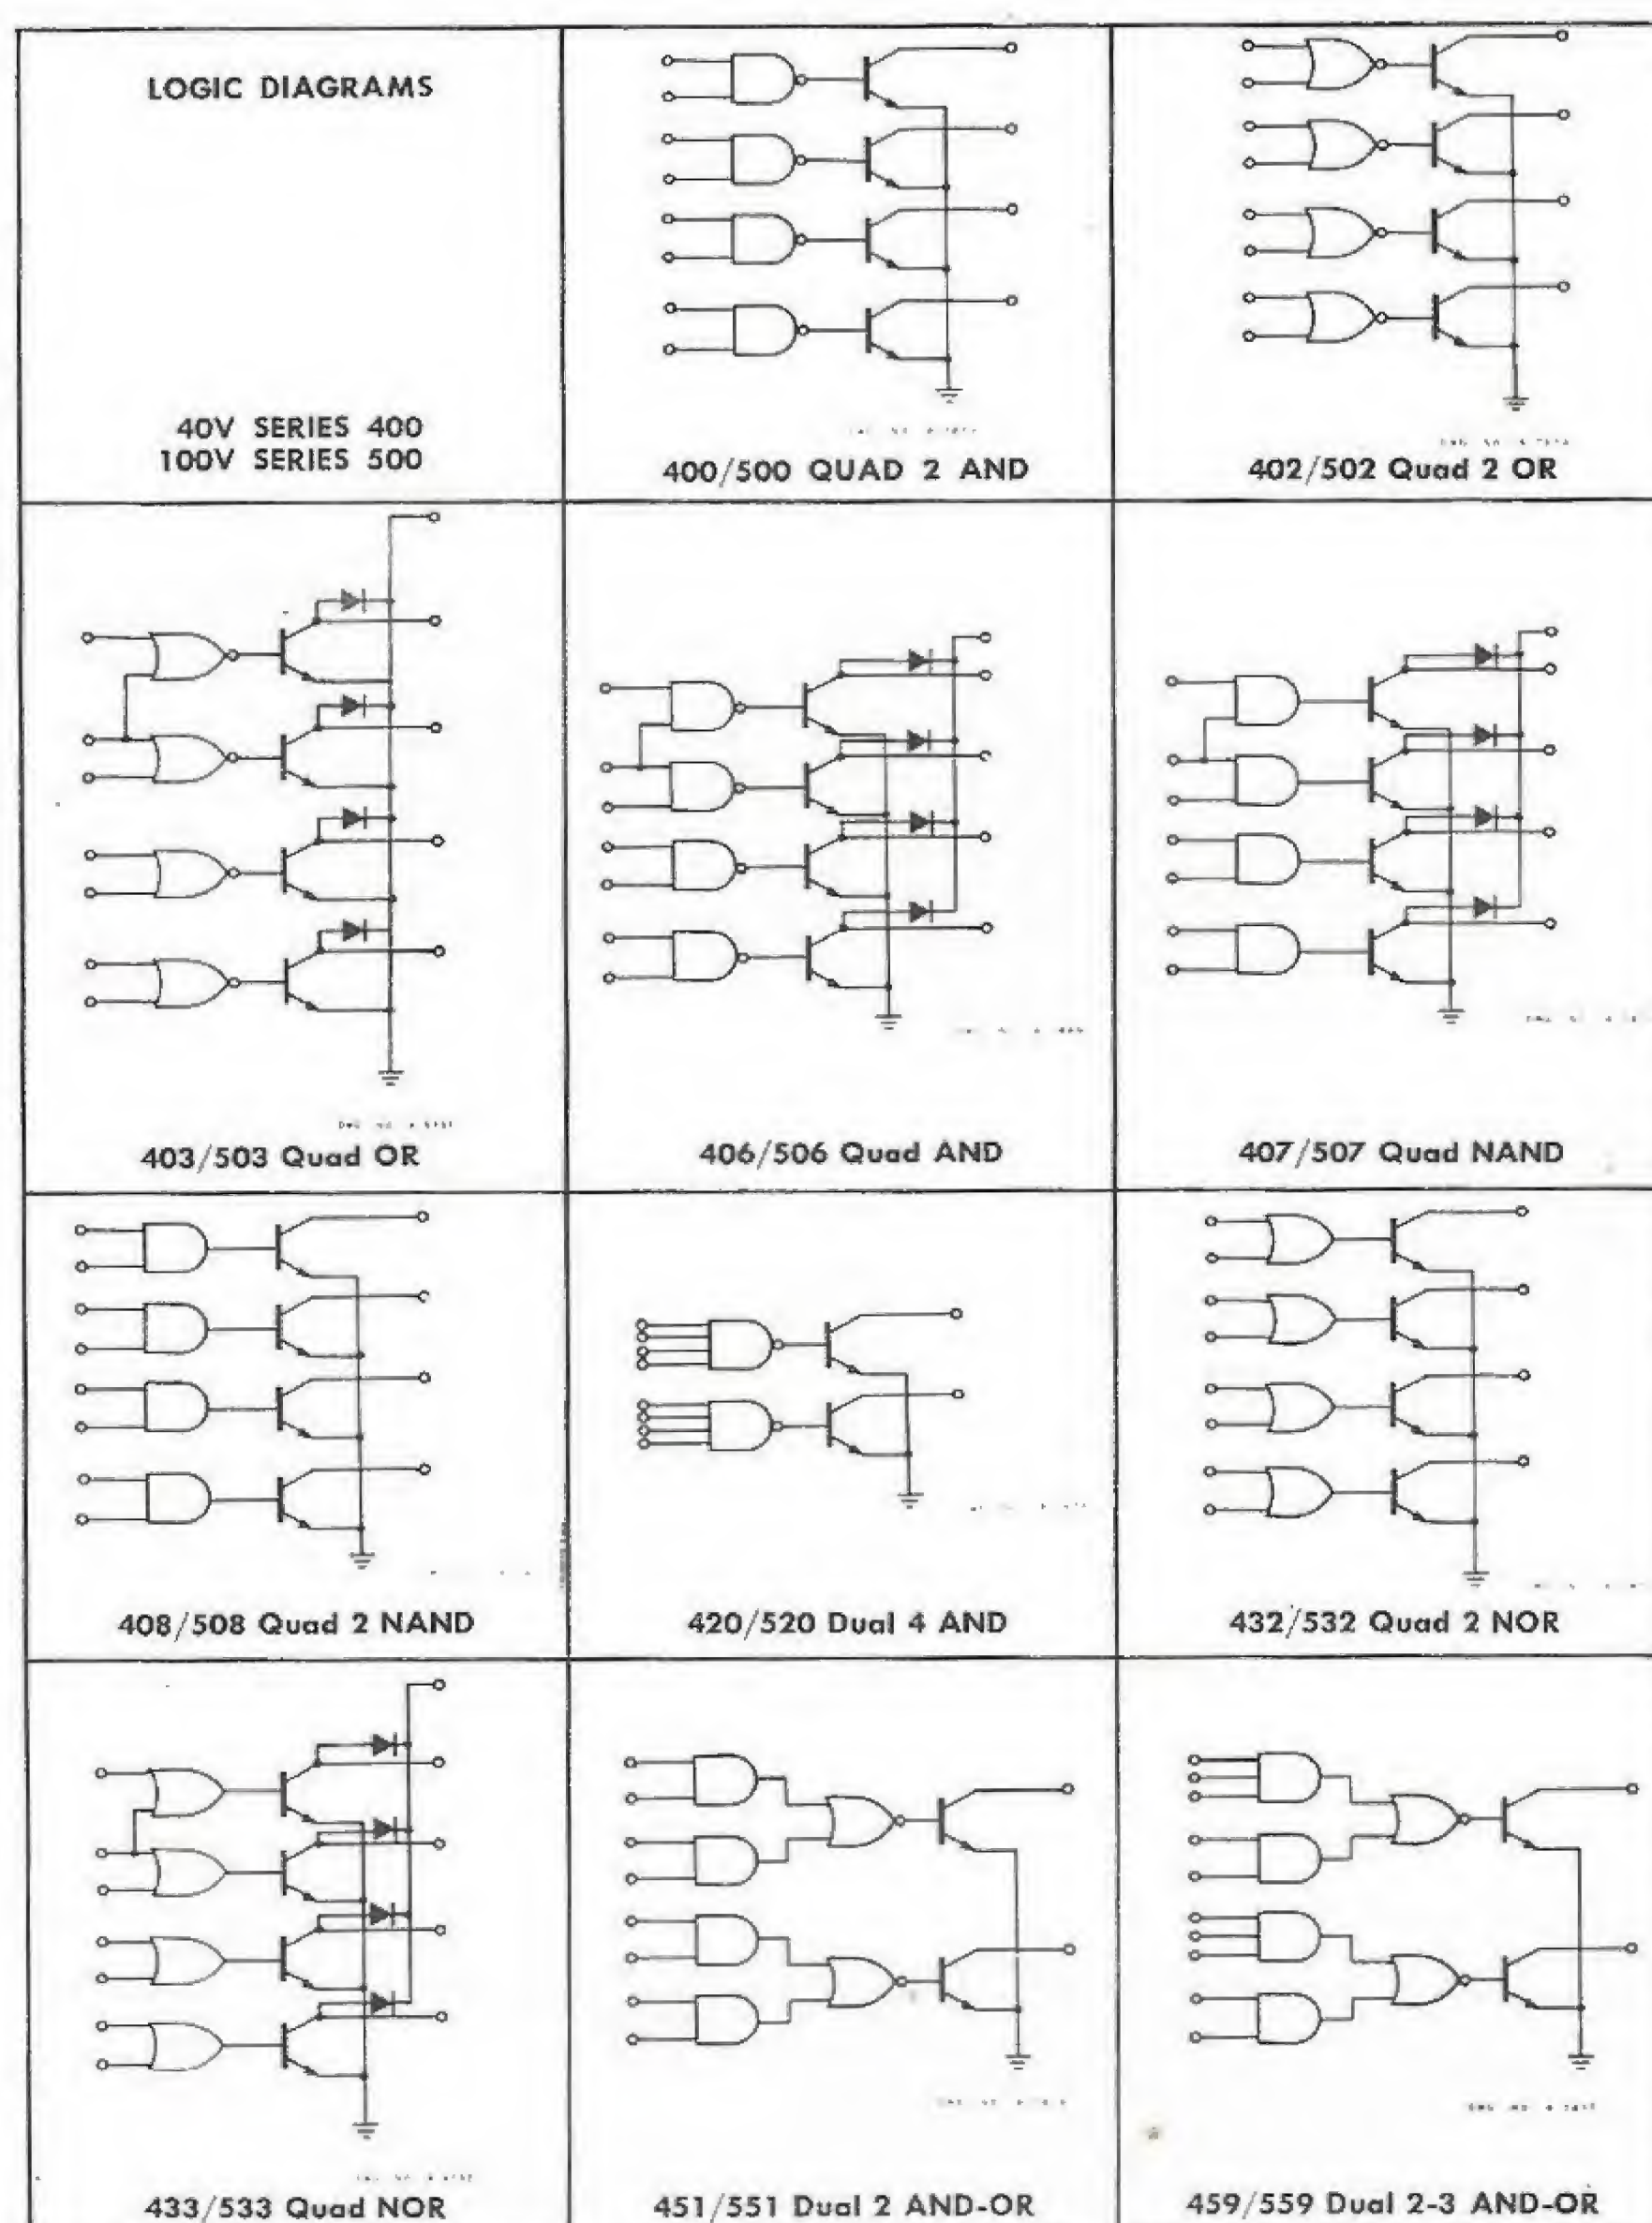 LOGIC DIAGRAMS
40V SERIES 400
100V SERIES 500
400/500 QUAD 2 AND
402/502 Quad 2 OR
403/503 Quad OR
406/506 Quad AND
407/507 Quad NAND
408/508 Quad 2 NAND
420/520 Dual 4 AND
432/532 Quad 2 NOR
433/533 Quad NOR
451/551 Dual 2 AND-OR
459/559 Dual 2-3 AND-OR